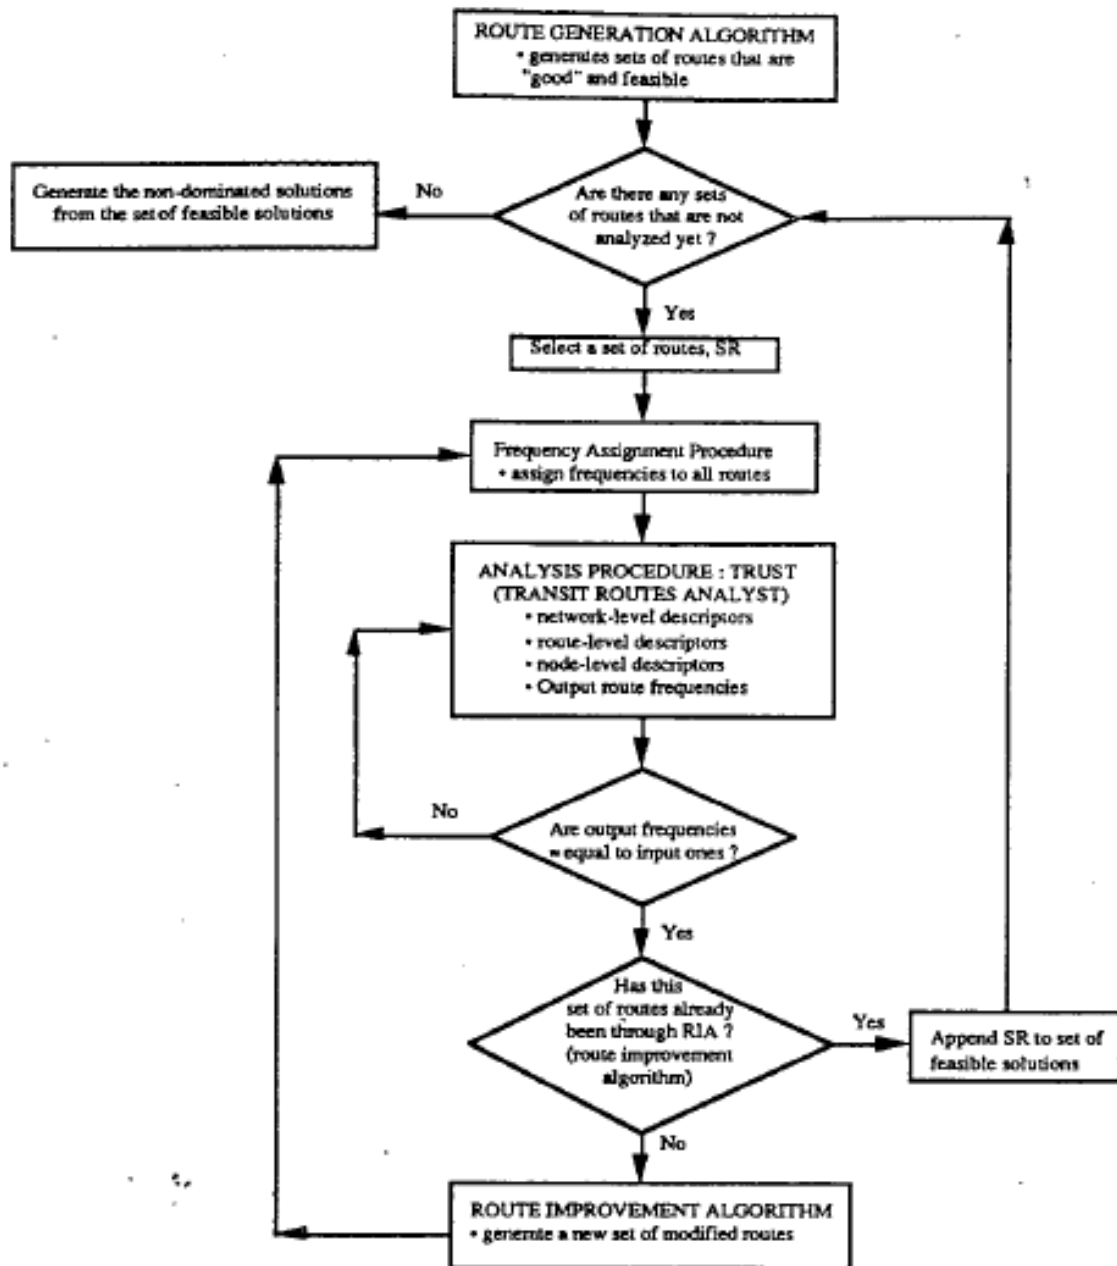 ROUTE GENERATION ALGORITHM
• generates sets of routes that are
"good" and feasible
Generate the non-dominated solutions
from the set of feasible solutions
No
Are there any sets
of routes that are not
analyzed yet ?
Yes
Select a set of routes, SR
Frequency Assignment Procedure
• assign frequencies to all routes
ANALYSIS PROCEDURE : TRUST
(TRANSIT ROUTES ANALYST)
• network-level descriptors
• route-level descriptors
• node-level descriptors
• Output route frequencies
No
Are output frequencies
≈ equal to input ones ?
Yes
Has this
set of routes already
been through RIA ?
(route improvement
algorithm)
Yes
Append SR to set of
feasible solutions
No
ROUTE IMPROVEMENT ALGORITHM
• generate a new set of modified routes